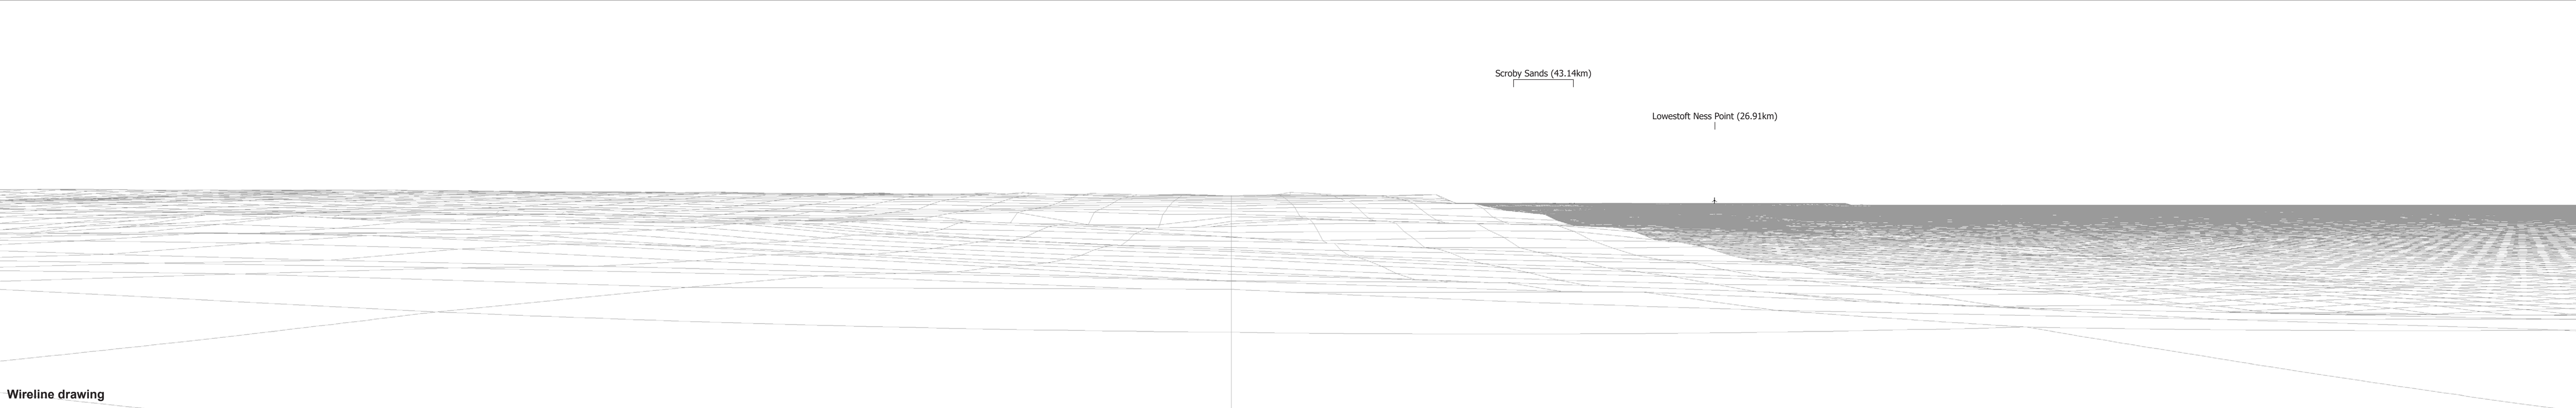 Scroby Sands (43.14km)
Lowestoft Ness Point (26.91km)
Wireline drawing